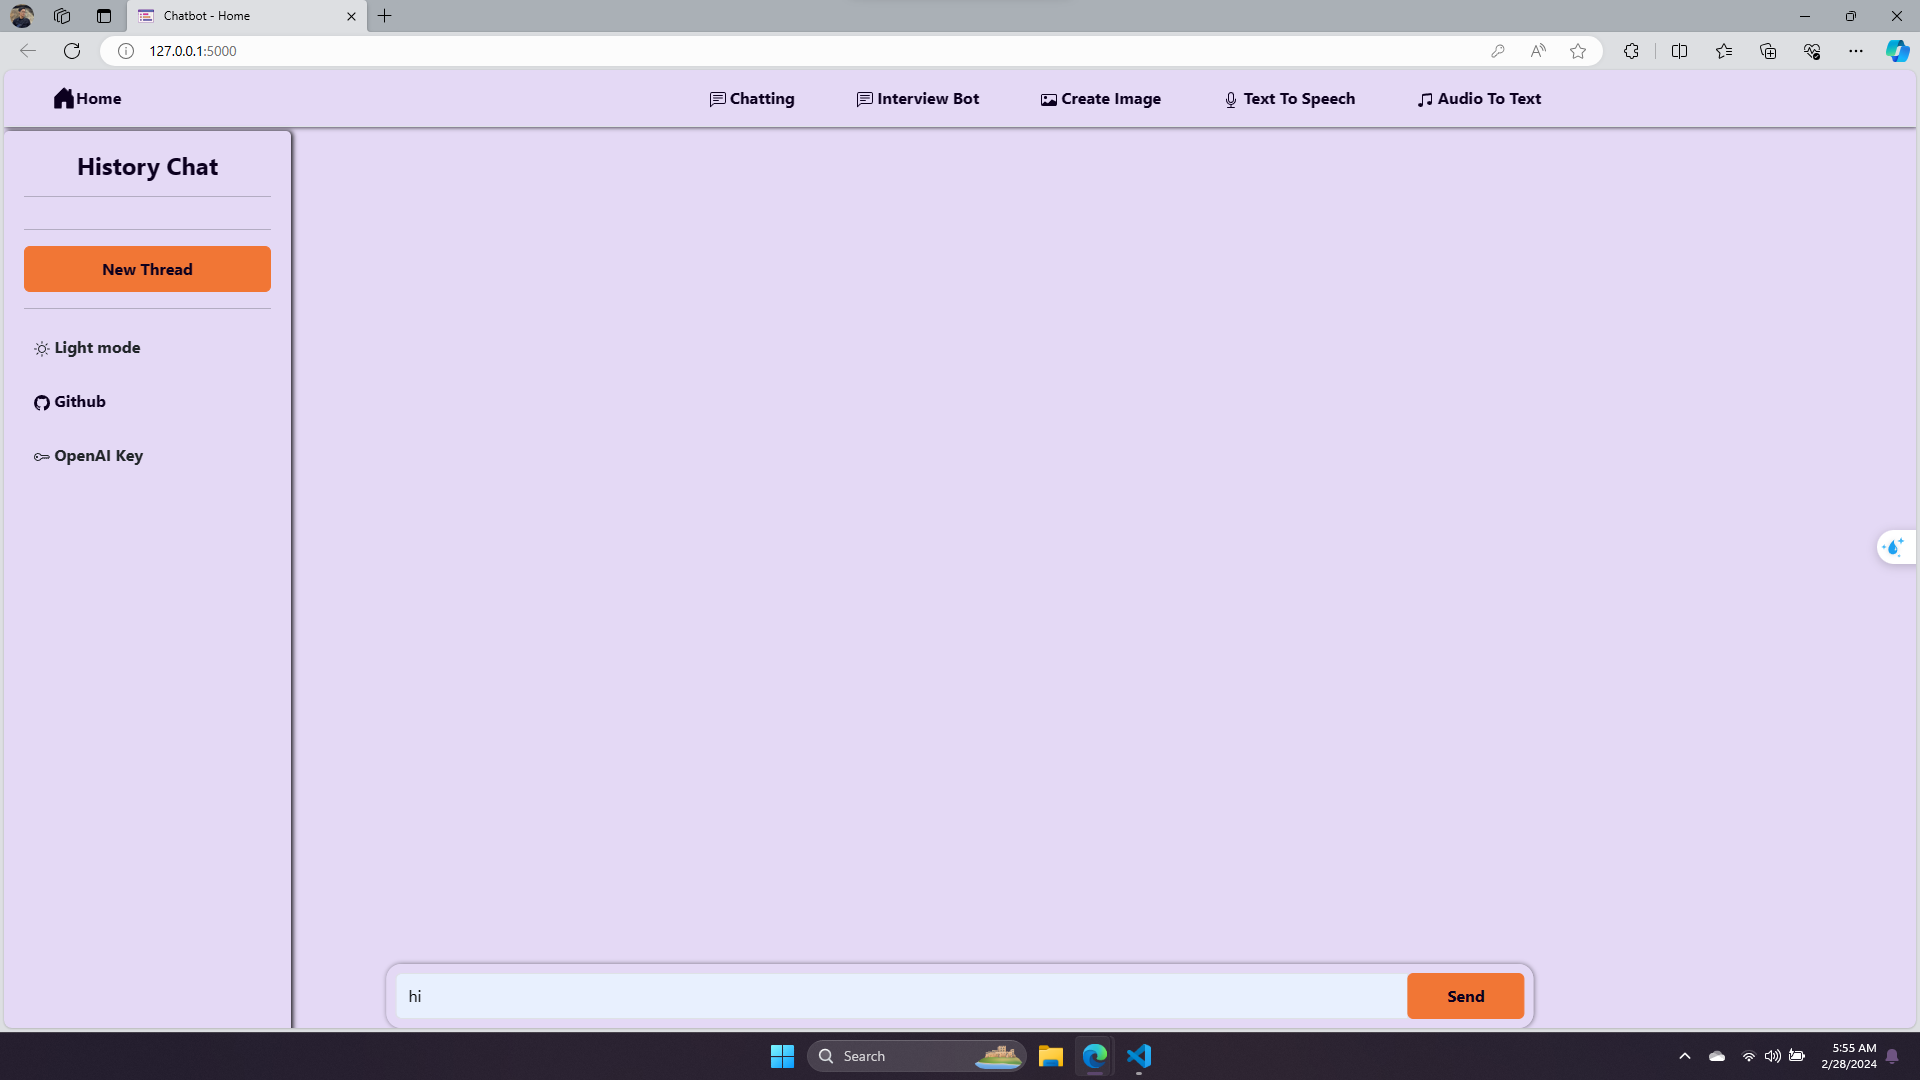 Chatbot - Home
127.0.0.1:5000
Home
Chatting
Interview Bot
Create Image
Text To Speech
Audio To Text
History Chat
New Thread
Light mode
Github
OpenAI Key
hi
Send
Search
5:55 AM
2/28/2024